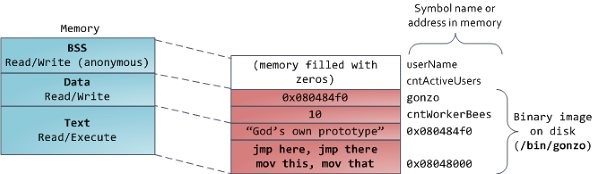 Memory
Symbol name or
address in memory
BSS
Read/Write (anonymous)
Data
Read/Write
Text
Read/Execute
(memory filled with
zeros)
0x080484f0
10
“God's own prototype”
jmp here, jmp there
mov this, mov that
userName
cntActiveUsers
gonzo
cntWorkerBees
0x080484f0
0x08048000
Binary image
on disk
(/bin/gonzo)